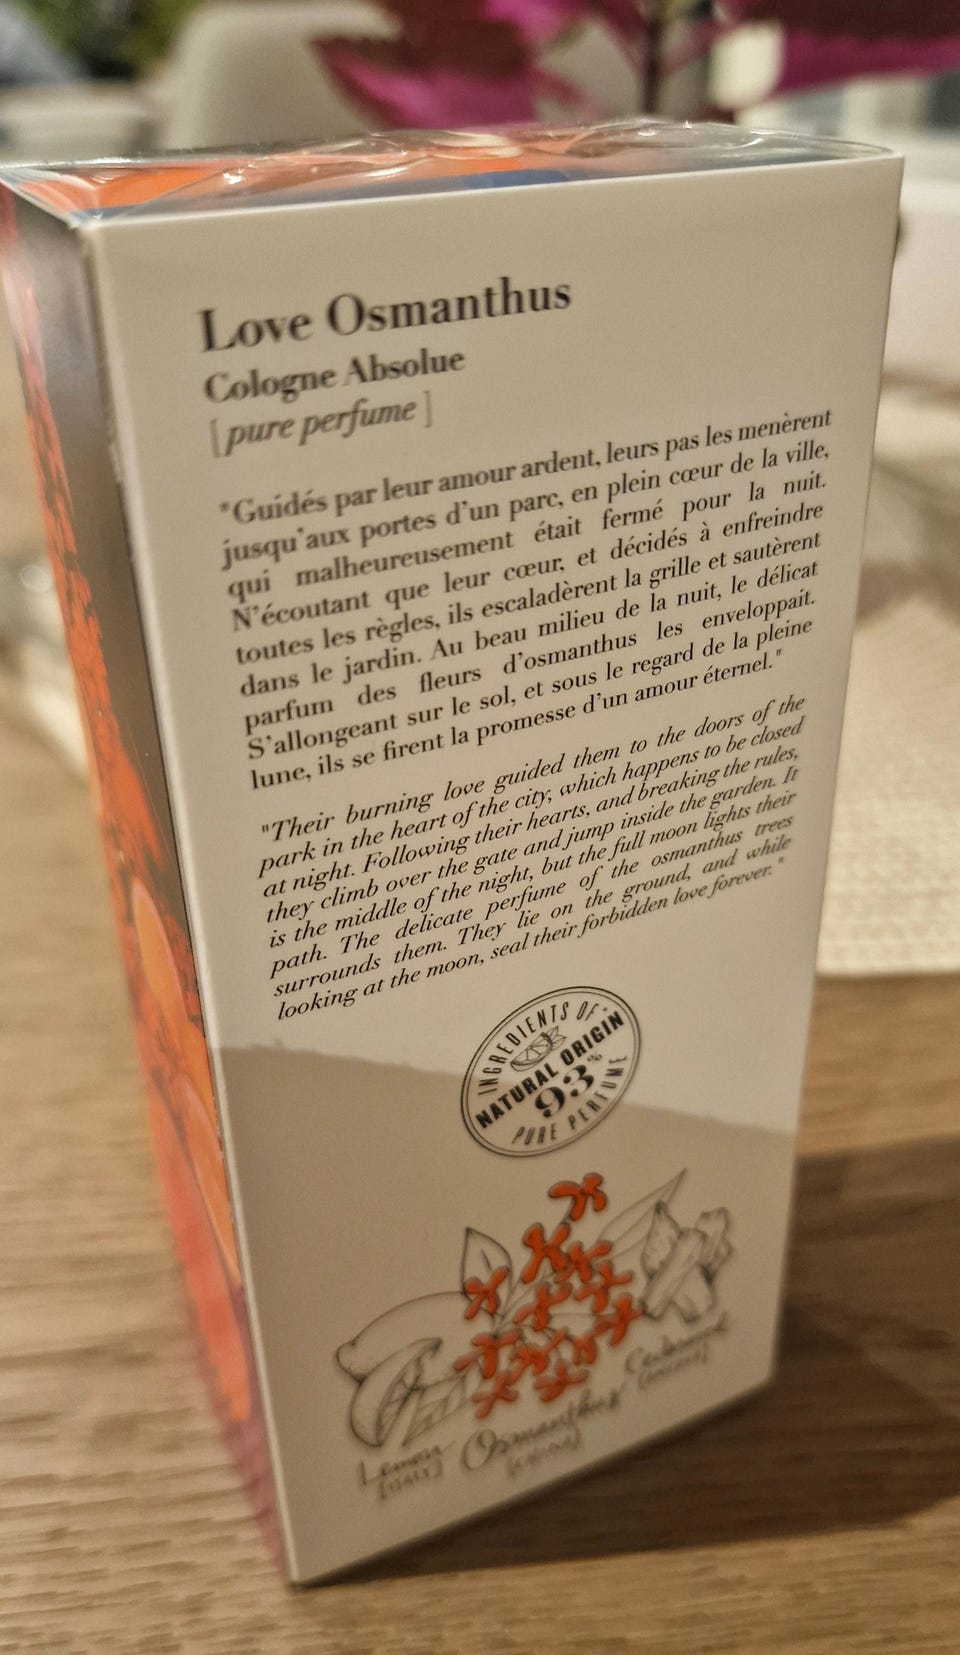 Love Osmanthus
Cologne Absolue
[pure perfume]
"Guidés par leur amour ardent, leurs pas les menèrent
jusqu'aux portes d'un parc, en plein cœur de la ville,
qui malheureusement était fermé pour la nuit.
N'écoutant que leur cœur, et décidés à enfreindre
toutes les règles, ils escaladèrent la grille et sautèrent
dans le jardin. Au beau milieu de la nuit, le délicat
parfum des fleurs d'osmanthus les enveloppait.
S'allongeant sur le sol, et sous le regard de la pleine
lune, ils se firent la promesse d'un amour éternel."
"Their burning love guided them to the doors of the
park in the heart of the city, which happens to be closed
at night. Following their hearts, and breaking the rules,
they climb over the gate and jump inside the garden. It
is the middle of the night, but the full moon lights their
path. The delicate perfume of the osmanthus trees
surrounds them. They lie on the ground, and while
looking at the moon, seal their forbidden love forever."
INGREDIENTS OF
NATURAL ORIGIN
93%
PURE PERFUME
Lemon Osmanthus Cedarwood
[ITALY] [CHINA]